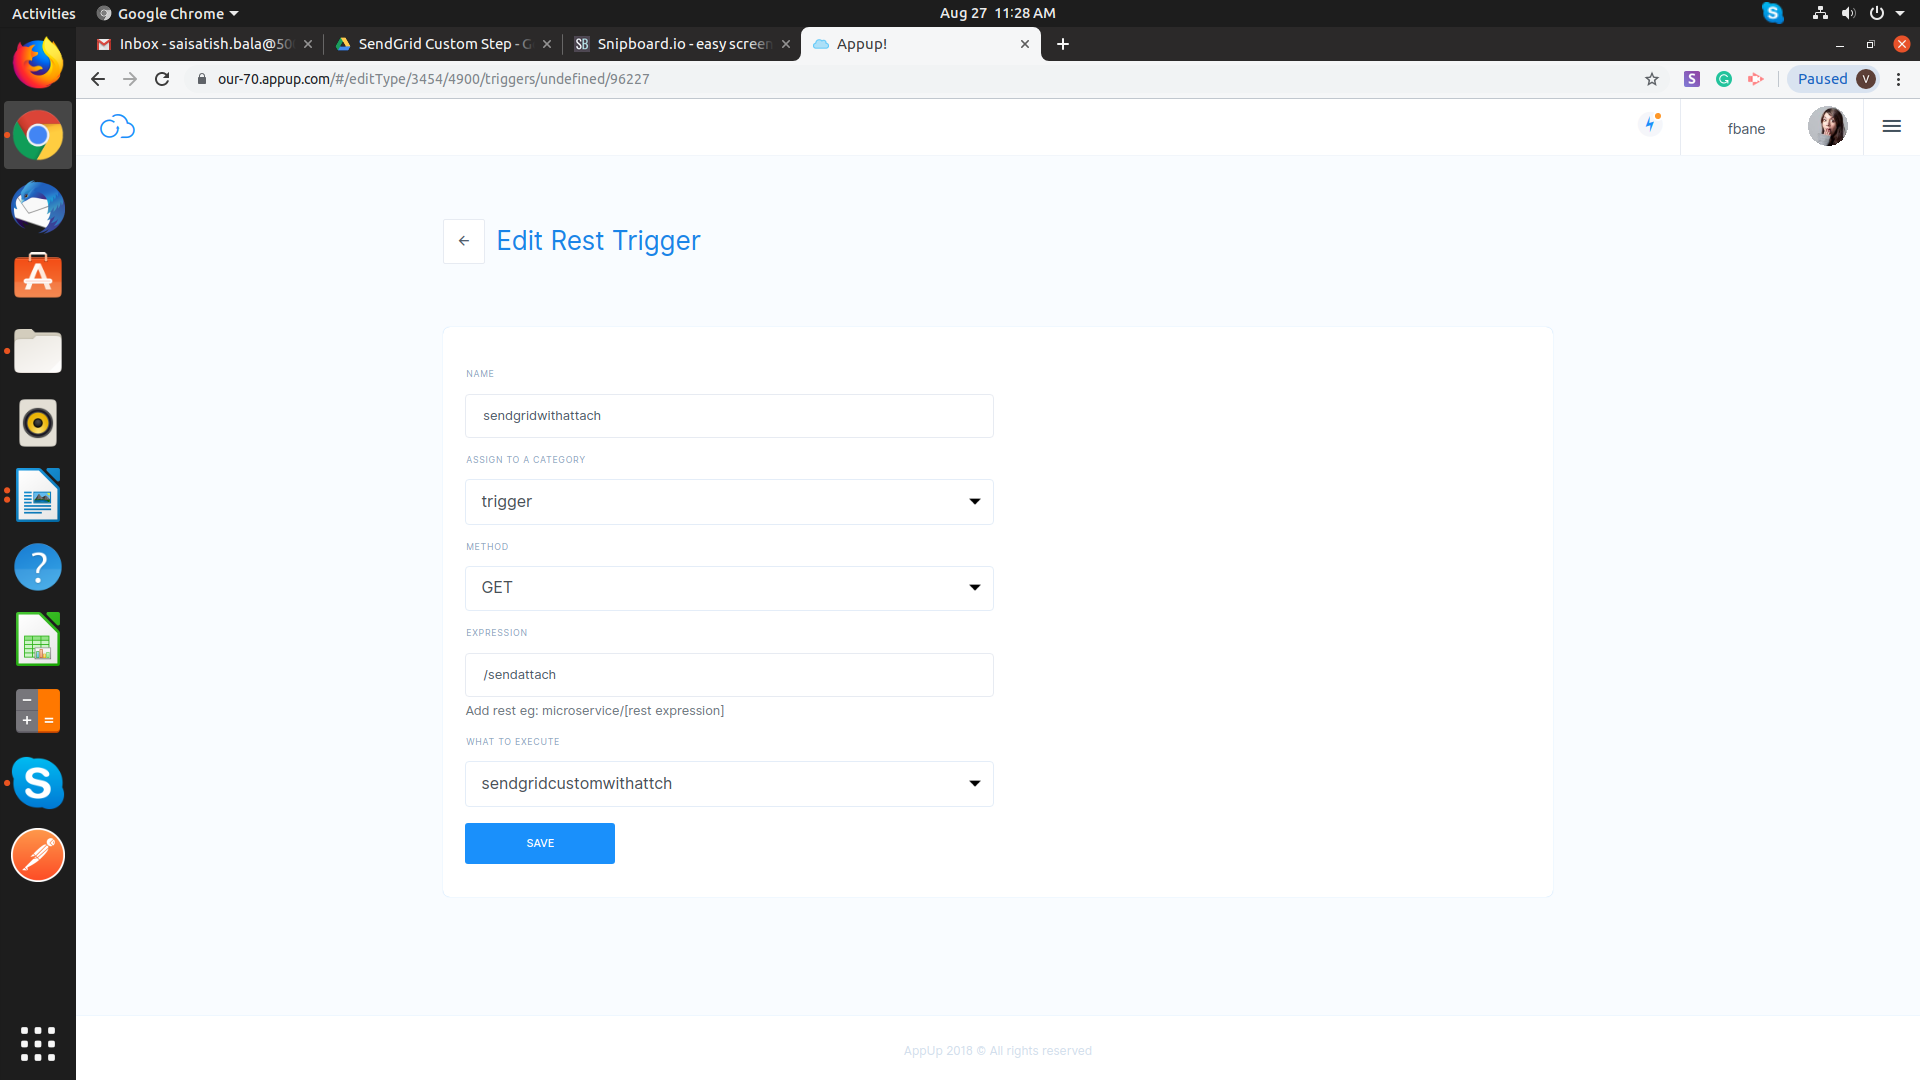 Activities Google Chrome Aug 27 11:28 AM
Inbox - saisatish.bala@50 SendGrid Custom Step - G Snipboard.io - easy screen Appup!
our-70.appup.com/#/editType/3454/4900/triggers/undefined/96227 Paused V
fbane
Edit Rest Trigger
NAME
sendgridwithattach
ASSIGN TO A CATEGORY
trigger
METHOD
GET
EXPRESSION
/sendattach
Add rest eg: microservice/[rest expression]
WHAT TO EXECUTE
sendgridcustomwithattch
SAVE
AppUp 2018 © All rights reserved